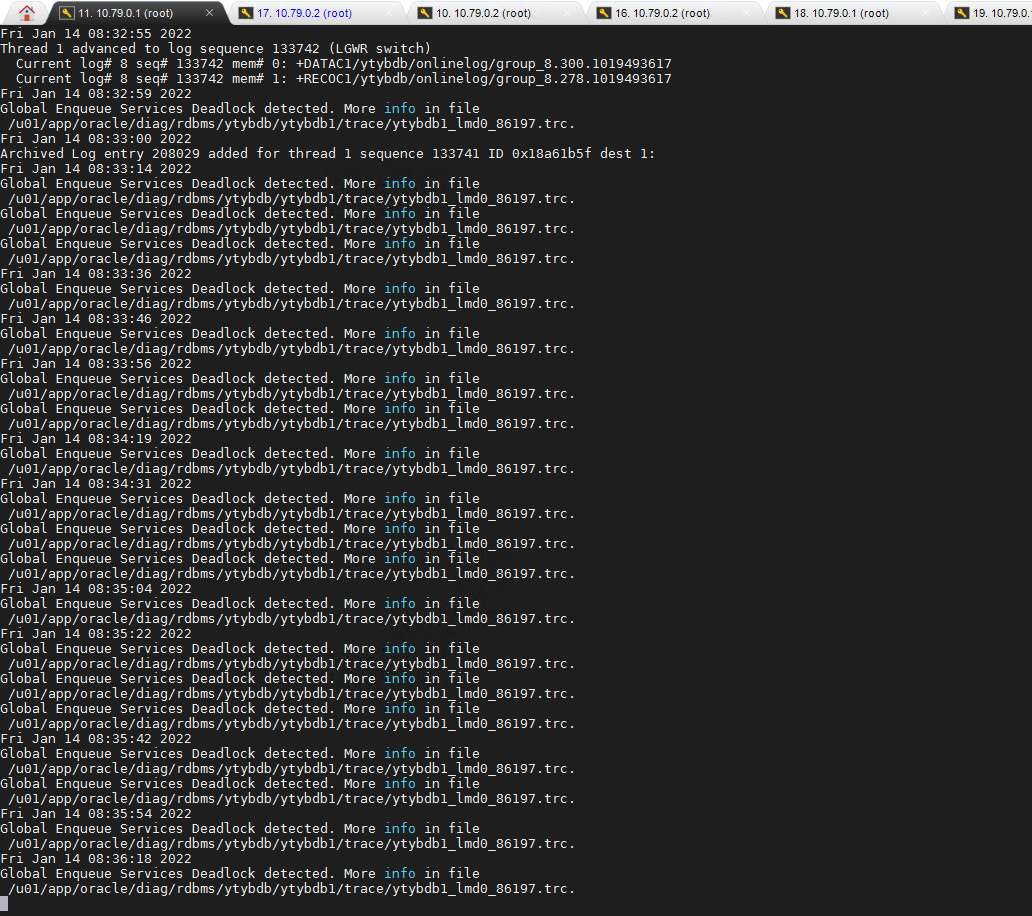 11. 10.79.0.1 (root)
17. 10.79.0.2 (root)
10. 10.79.0.2 (root)
16. 10.79.0.2 (root)
18. 10.79.0.1 (root)
19. 10.79.0.
Fri Jan 14 08:32:55 2022
Thread 1 advanced to log sequence 133742 (LGWR switch)
Current log# 8 seq# 133742 mem# 0: +DATAC1/ytybdb/onlinelog/group_8.300.1019493617
Current log# 8 seq# 133742 mem# 1: +RECOC1/ytybdb/onlinelog/group_8.278.1019493617
Fri Jan 14 08:32:59 2022
Global Enqueue Services Deadlock detected. More info in file
/u01/app/oracle/diag/rdbms/ytybdb/ytybdb1/trace/ytybdb1_lmd0_86197.trc.
Fri Jan 14 08:33:00 2022
Archived Log entry 208029 added for thread 1 sequence 133741 ID 0x18a61b5f dest 1:
Fri Jan 14 08:33:14 2022
Global Enqueue Services Deadlock detected. More info in file
/u01/app/oracle/diag/rdbms/ytybdb/ytybdb1/trace/ytybdb1_lmd0_86197.trc.
Global Enqueue Services Deadlock detected. More info in file
/u01/app/oracle/diag/rdbms/ytybdb/ytybdb1/trace/ytybdb1_lmd0_86197.trc.
Global Enqueue Services Deadlock detected. More info in file
/u01/app/oracle/diag/rdbms/ytybdb/ytybdb1/trace/ytybdb1_lmd0_86197.trc.
Fri Jan 14 08:33:36 2022
Global Enqueue Services Deadlock detected. More info in file
/u01/app/oracle/diag/rdbms/ytybdb/ytybdb1/trace/ytybdb1_lmd0_86197.trc.
Fri Jan 14 08:33:46 2022
Global Enqueue Services Deadlock detected. More info in file
/u01/app/oracle/diag/rdbms/ytybdb/ytybdb1/trace/ytybdb1_lmd0_86197.trc.
Fri Jan 14 08:33:56 2022
Global Enqueue Services Deadlock detected. More info in file
/u01/app/oracle/diag/rdbms/ytybdb/ytybdb1/trace/ytybdb1_lmd0_86197.trc.
Global Enqueue Services Deadlock detected. More info in file
/u01/app/oracle/diag/rdbms/ytybdb/ytybdb1/trace/ytybdb1_lmd0_86197.trc.
Fri Jan 14 08:34:19 2022
Global Enqueue Services Deadlock detected. More info in file
/u01/app/oracle/diag/rdbms/ytybdb/ytybdb1/trace/ytybdb1_lmd0_86197.trc.
Fri Jan 14 08:34:31 2022
Global Enqueue Services Deadlock detected. More info in file
/u01/app/oracle/diag/rdbms/ytybdb/ytybdb1/trace/ytybdb1_lmd0_86197.trc.
Global Enqueue Services Deadlock detected. More info in file
/u01/app/oracle/diag/rdbms/ytybdb/ytybdb1/trace/ytybdb1_lmd0_86197.trc.
Global Enqueue Services Deadlock detected. More info in file
/u01/app/oracle/diag/rdbms/ytybdb/ytybdb1/trace/ytybdb1_lmd0_86197.trc.
Fri Jan 14 08:35:04 2022
Global Enqueue Services Deadlock detected. More info in file
/u01/app/oracle/diag/rdbms/ytybdb/ytybdb1/trace/ytybdb1_lmd0_86197.trc.
Fri Jan 14 08:35:22 2022
Global Enqueue Services Deadlock detected. More info in file
/u01/app/oracle/diag/rdbms/ytybdb/ytybdb1/trace/ytybdb1_lmd0_86197.trc.
Global Enqueue Services Deadlock detected. More info in file
/u01/app/oracle/diag/rdbms/ytybdb/ytybdb1/trace/ytybdb1_lmd0_86197.trc.
Global Enqueue Services Deadlock detected. More info in file
/u01/app/oracle/diag/rdbms/ytybdb/ytybdb1/trace/ytybdb1_lmd0_86197.trc.
Fri Jan 14 08:35:42 2022
Global Enqueue Services Deadlock detected. More info in file
/u01/app/oracle/diag/rdbms/ytybdb/ytybdb1/trace/ytybdb1_lmd0_86197.trc.
Global Enqueue Services Deadlock detected. More info in file
/u01/app/oracle/diag/rdbms/ytybdb/ytybdb1/trace/ytybdb1_lmd0_86197.trc.
Fri Jan 14 08:35:54 2022
Global Enqueue Services Deadlock detected. More info in file
/u01/app/oracle/diag/rdbms/ytybdb/ytybdb1/trace/ytybdb1_lmd0_86197.trc.
Fri Jan 14 08:36:18 2022
Global Enqueue Services Deadlock detected. More info in file
/u01/app/oracle/diag/rdbms/ytybdb/ytybdb1/trace/ytybdb1_lmd0_86197.trc.